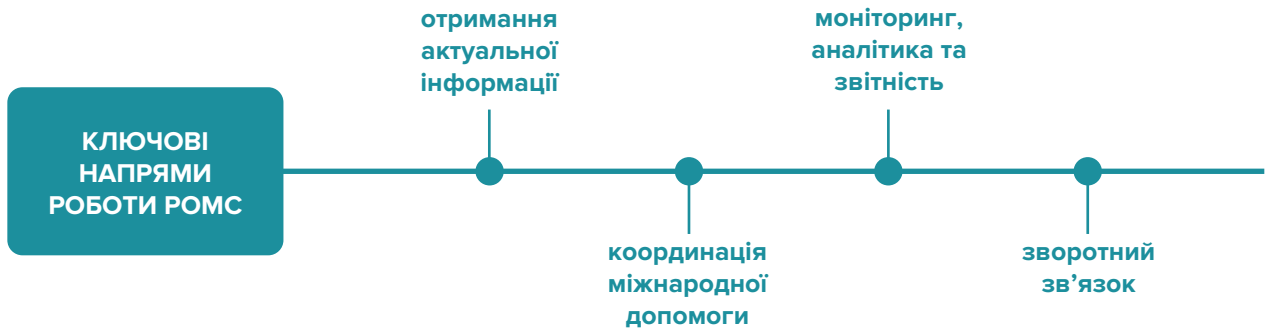 КЛЮЧОВІ
НАПРЯМИ
РОБОТИ РОМС
отримання
актуальної
інформації
координація
міжнародної
допомоги
моніторинг,
аналітика та
звітність
зворотний
зв’язок